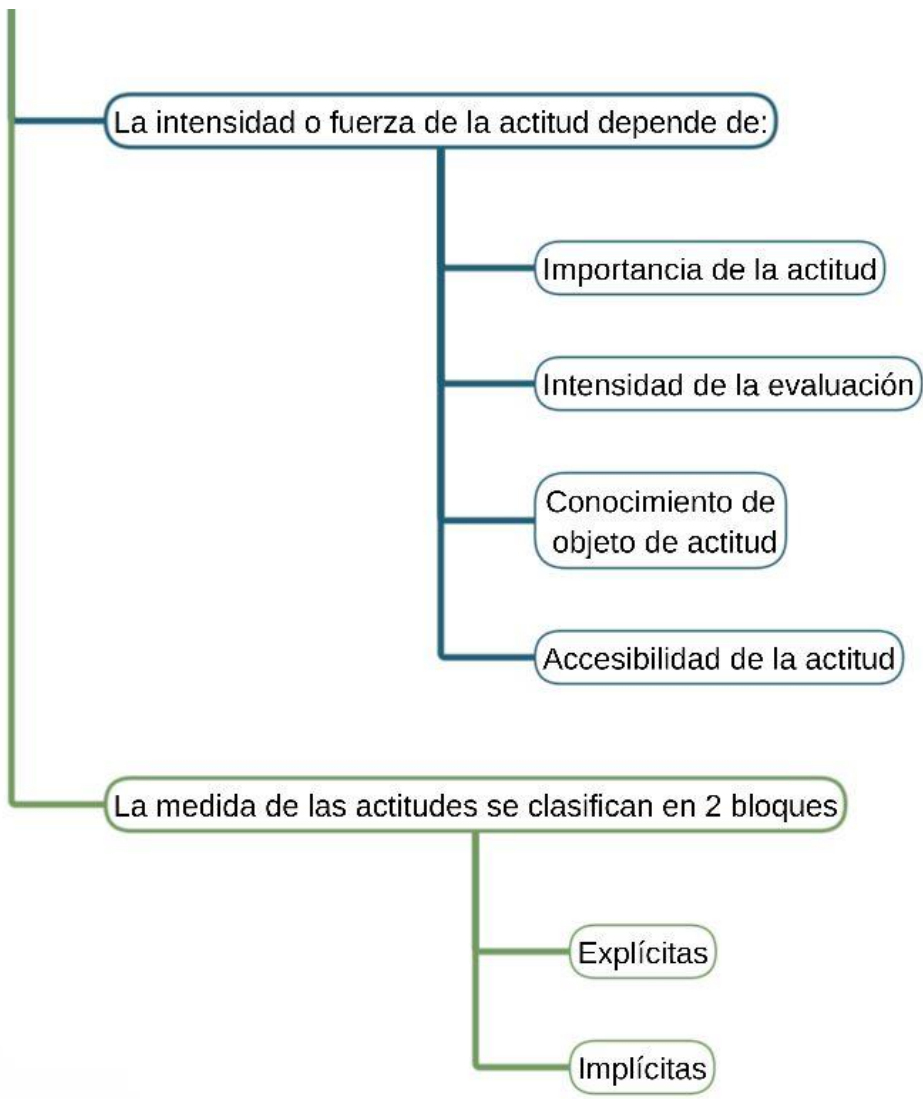 La intensidad o fuerza de la actitud depende de:
Importancia de la actitud
Intensidad de la evaluación
Conocimiento de
objeto de actitud
Accesibilidad de la actitud
La medida de las actitudes se clasifican en 2 bloques
Explícitas
Implícitas